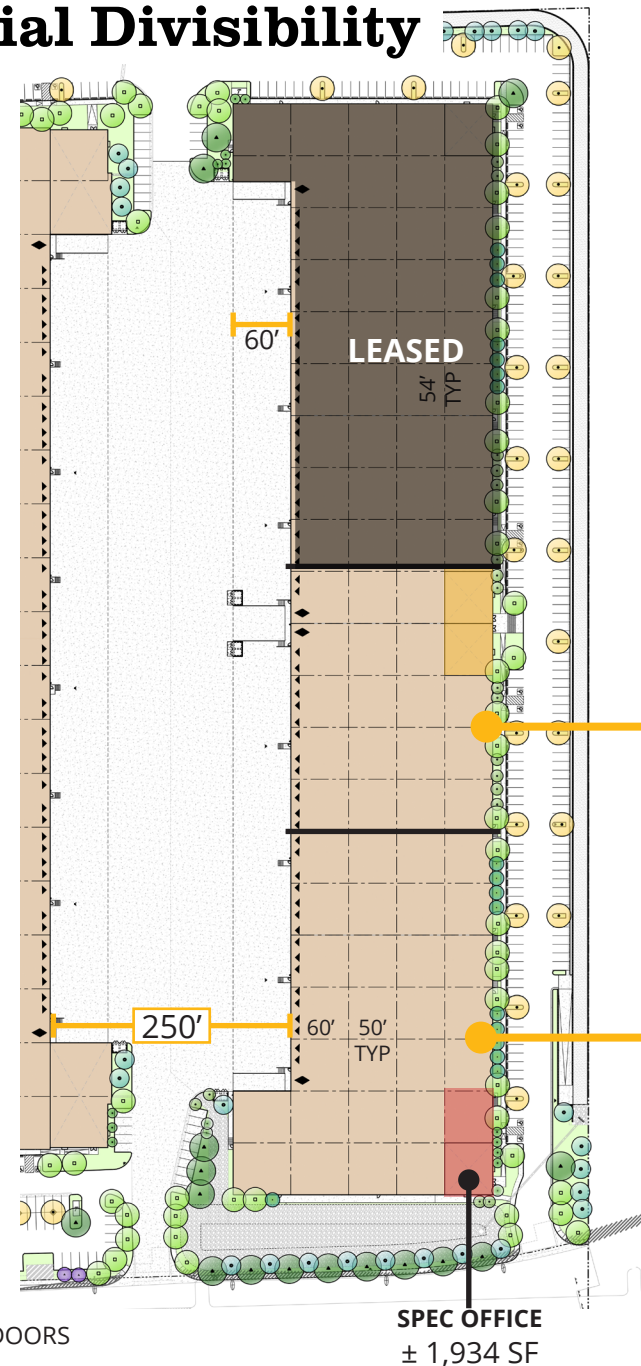 ial Divisibility
60’
LEASED
54’
TYP
250’
60’ 50’
TYP
SPEC OFFICE
± 1,934 SF
DOORS